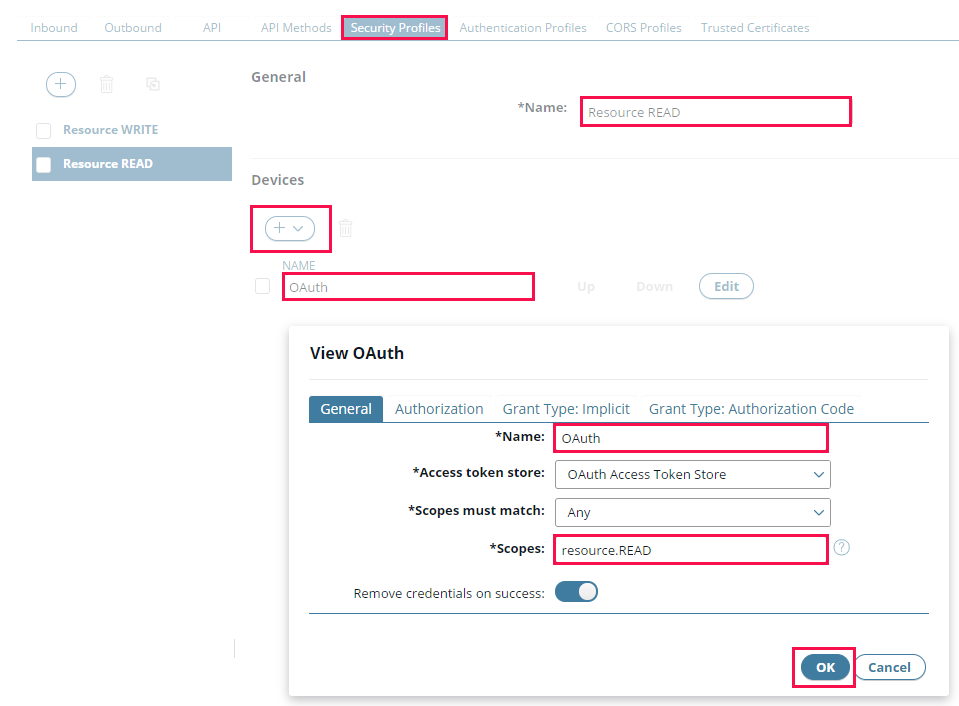 Inbound Outbound API API Methods Security Profiles Authentication Profiles CORS Profiles Trusted Certificates
General
*Name: Resource READ
Resource WRITE
Resource READ
Devices
NAME
OAuth Up Down Edit
View OAuth
General Authorization Grant Type: Implicit Grant Type: Authorization Code
*Name: OAuth
*Access token store: OAuth Access Token Store
*Scopes must match: Any
*Scopes: resource.READ ?
Remove credentials on success:
OK Cancel